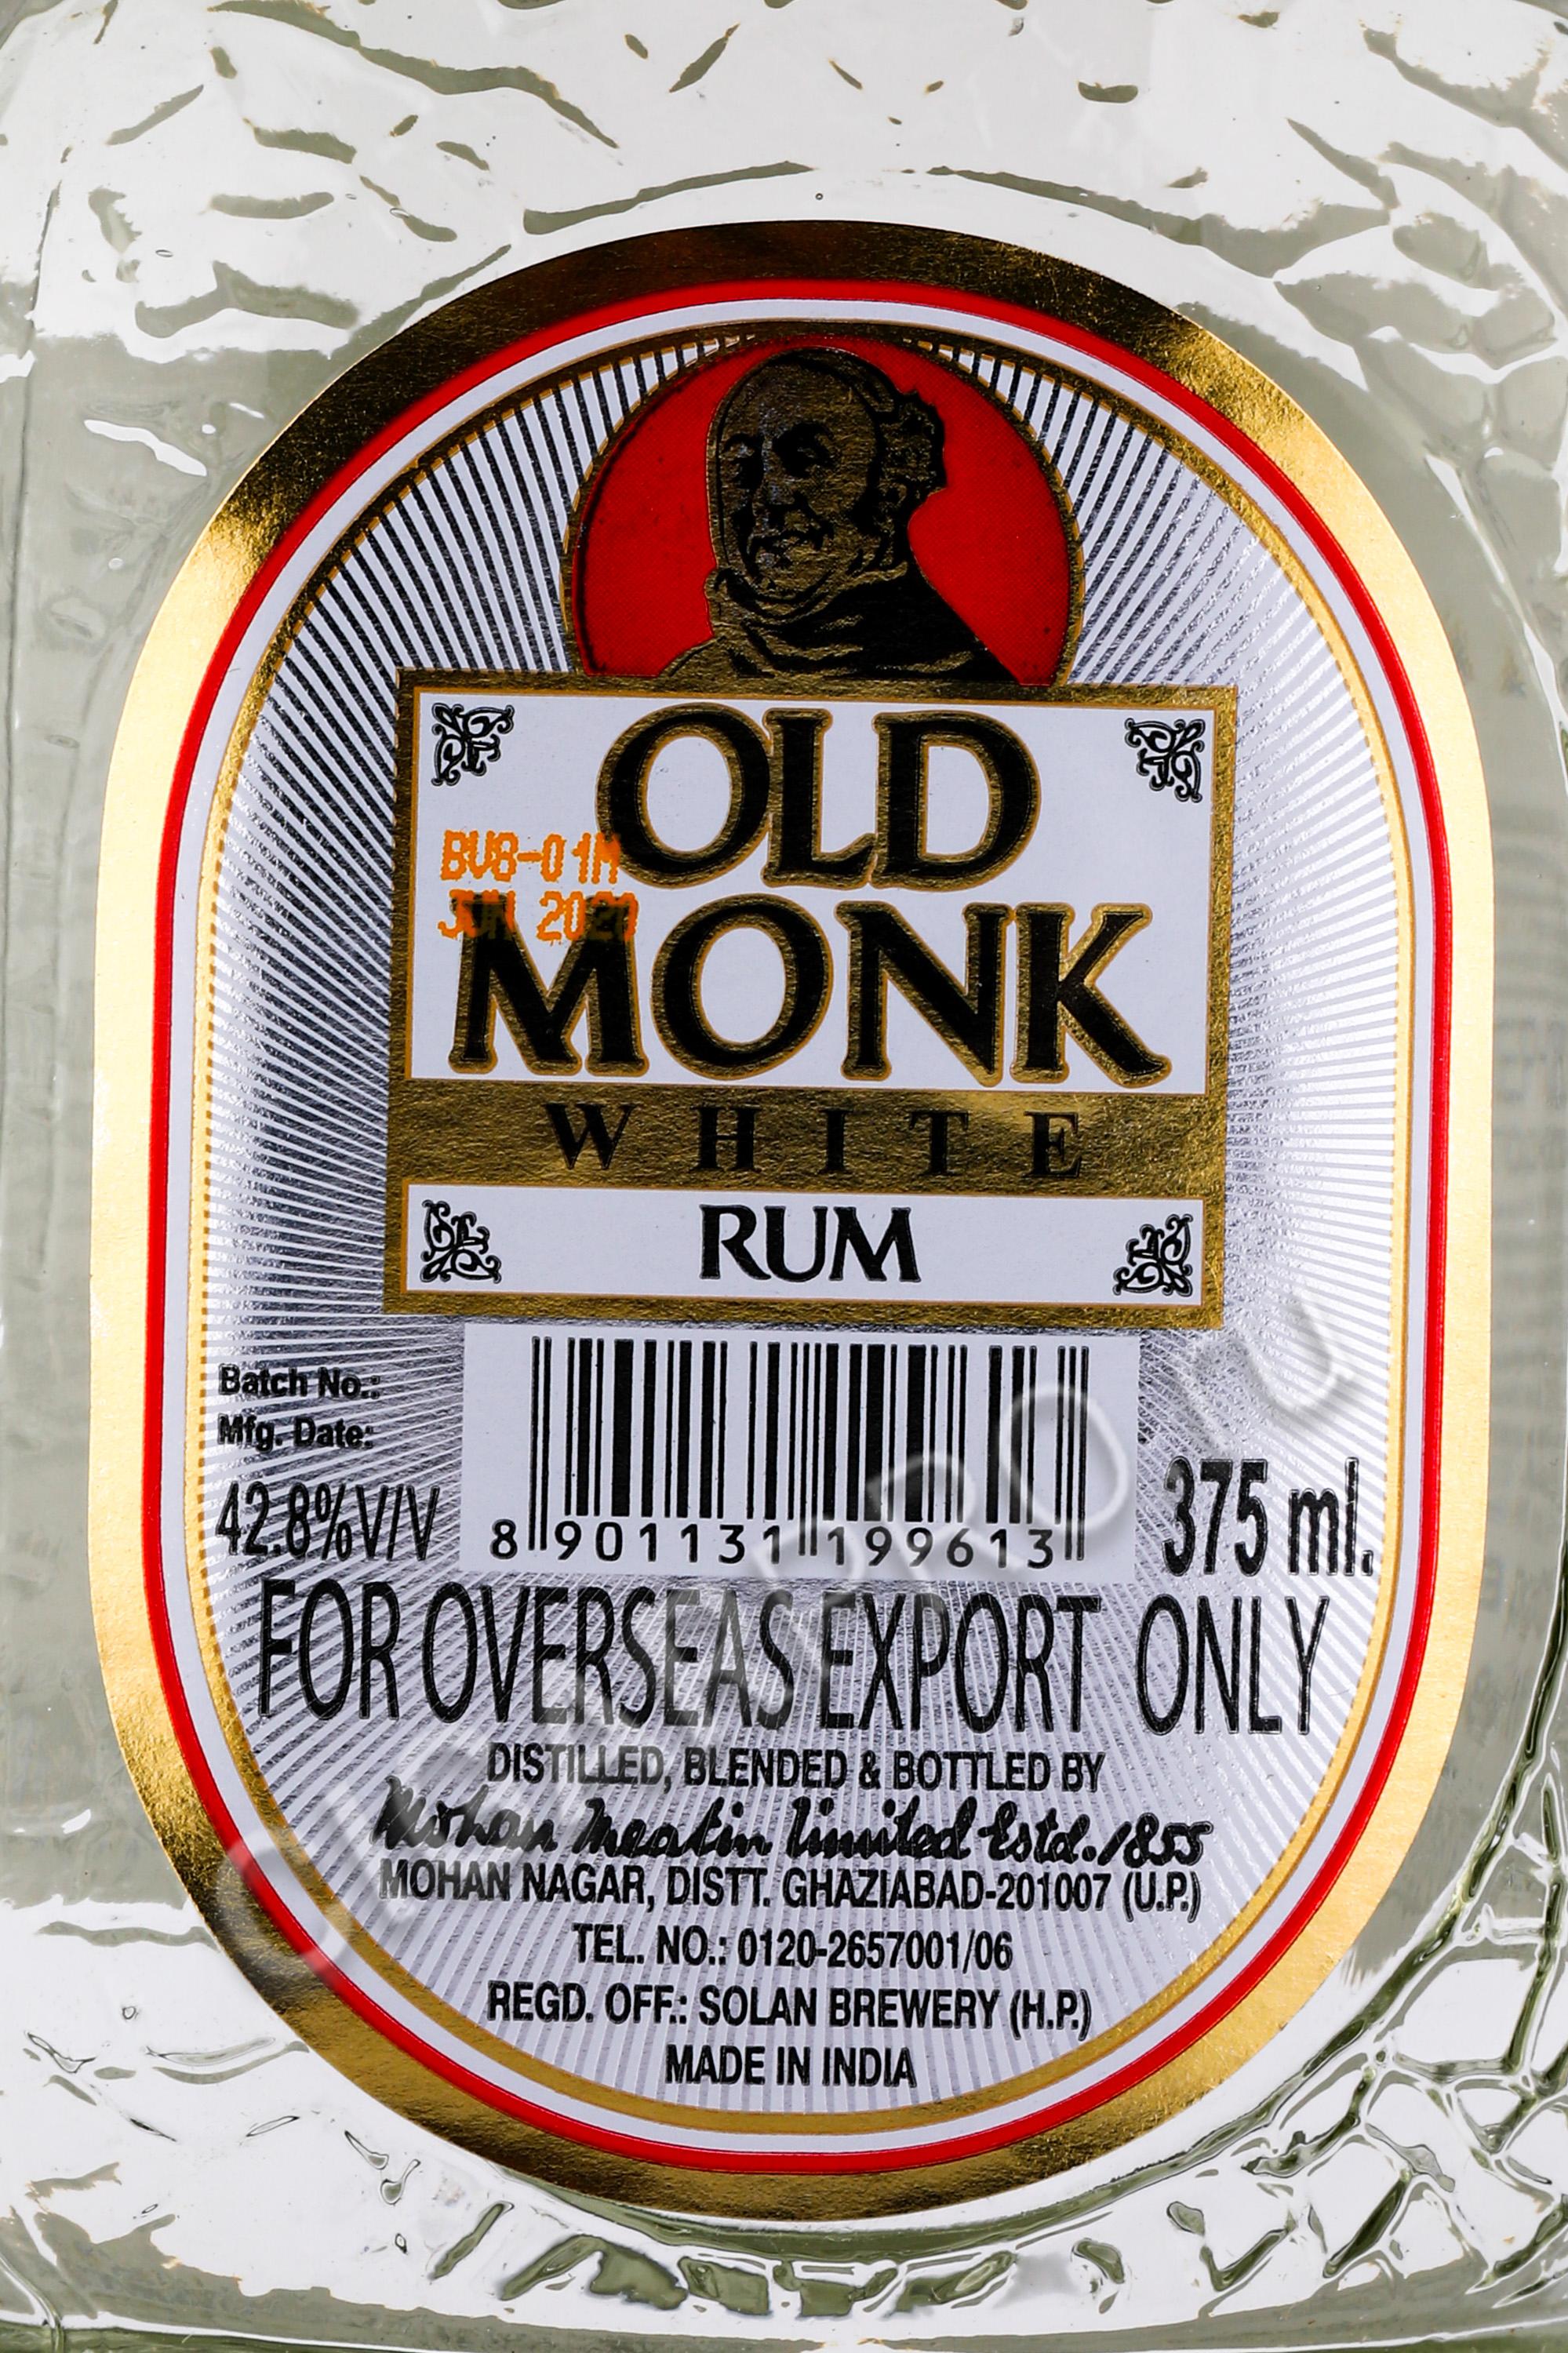 OLD
BV8-01M
JUN 2020
MONK
WHITE
RUM
Batch No.:
Mfg. Date:
42.8%V/V
8 901131 199613
375 ml.
FOR OVERSEAS EXPORT ONLY
DISTILLED, BLENDED & BOTTLED BY
Mohan Meakin Limited Estd. 1855
MOHAN NAGAR, DISTT. GHAZIABAD-201007 (U.P.)
TEL. NO.: 0120-2657001/06
REGD. OFF.: SOLAN BREWERY (H.P.)
MADE IN INDIA